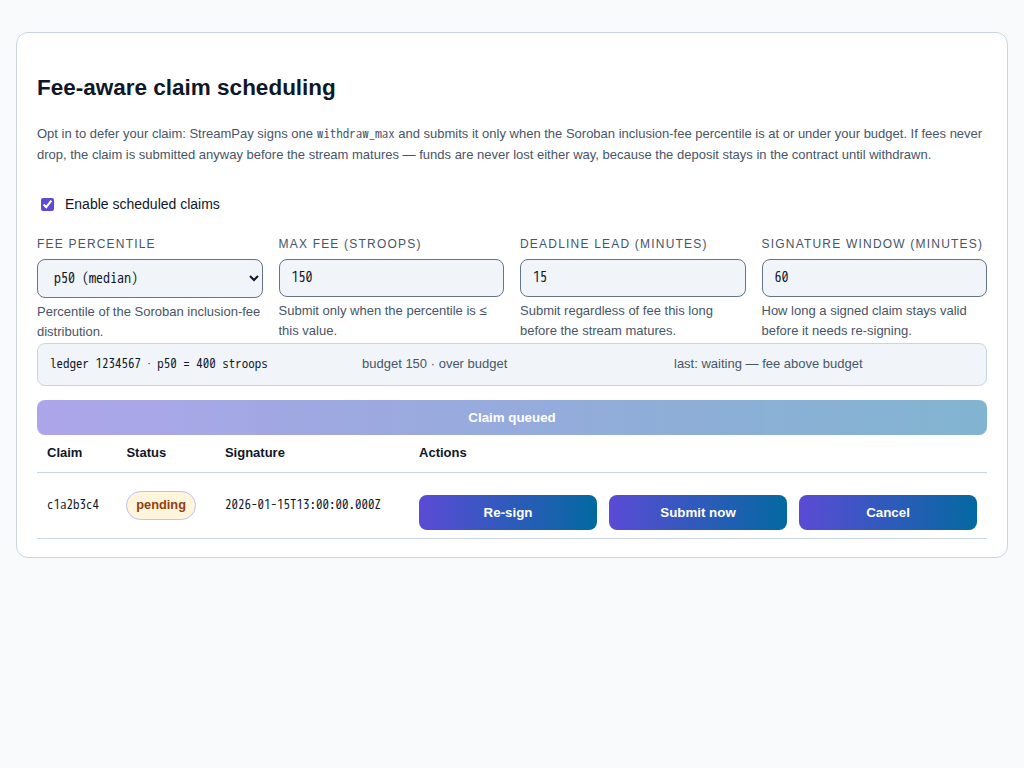 Fee-aware claim scheduling
Opt in to defer your claim: StreamPay signs one withdraw_max and submits it only when the Soroban inclusion-fee percentile is at or under your budget. If fees never
drop, the claim is submitted anyway before the stream matures — funds are never lost either way, because the deposit stays in the contract until withdrawn.
Enable scheduled claims
FEE PERCENTILE MAX FEE (STROOPS) DEADLINE LEAD (MINUTES) SIGNATURE WINDOW (MINUTES)
p50 (median) 150 15 60
Percentile of the Soroban inclusion-fee Submit only when the percentile is ≤ Submit regardless of fee this long How long a signed claim stays valid
distribution. this value. before the stream matures. before it needs re-signing.
ledger 1234567 · p50 = 400 stroops budget 150 · over budget last: waiting — fee above budget
Claim queued
Claim Status Signature Actions
c1a2b3c4 pending 2026-01-15T13:00:00.000Z Re-sign Submit now Cancel